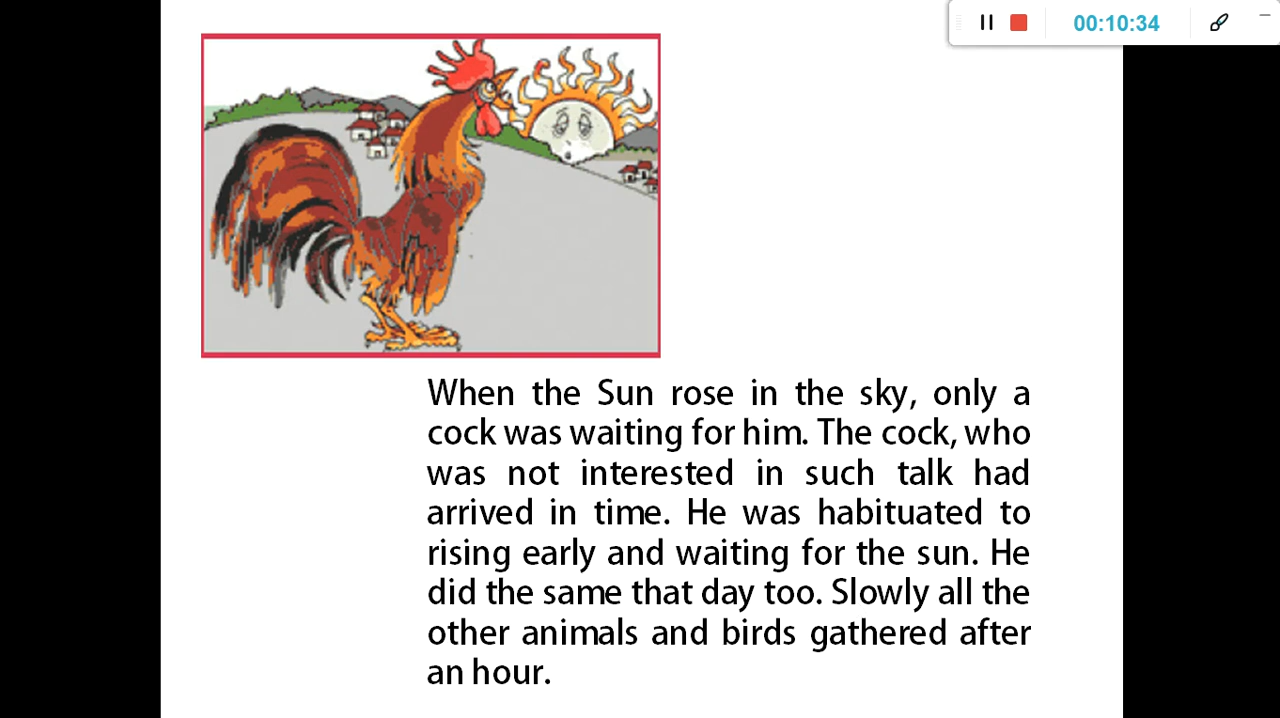 00:10:34
When the Sun rose in the sky, only a
cock was waiting for him. The cock, who
was not interested in such talk had
arrived in time. He was habituated to
rising early and waiting for the sun. He
did the same that day too. Slowly all the
other animals and birds gathered after
an hour.